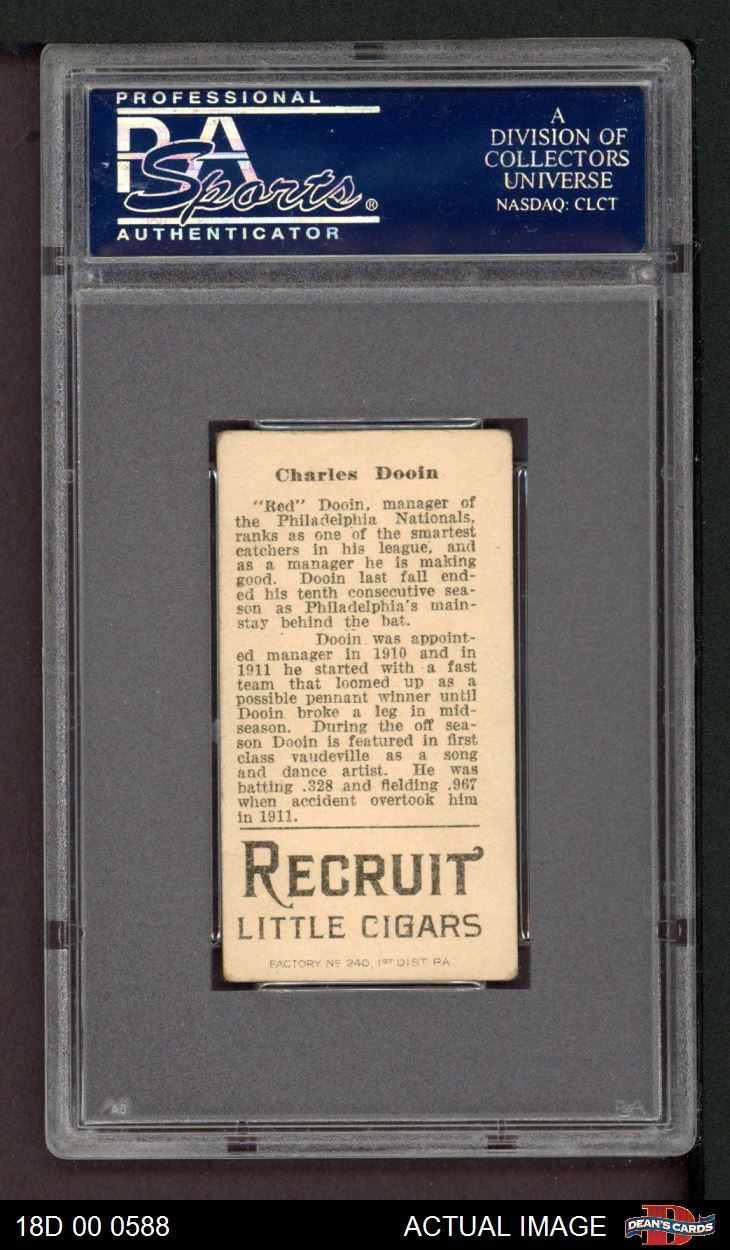 PROFESSIONAL
PSA
Sports®
AUTHENTICATOR
A
DIVISION OF
COLLECTORS
UNIVERSE
NASDAQ: CLCT
Charles Dooin
"Red" Dooin, manager of
the Philadelphia Nationals,
ranks as one of the smartest
catchers in his league, and
as a manager he is making
good. Dooin last fall end-
ed his tenth consecutive sea-
son as Philadelphia's main-
stay behind the bat.
Dooin was appoint-
ed manager in 1910 and in
1911 he started with a fast
team that loomed up as a
possible pennant winner until
Dooin broke a leg in mid-
season. During the off sea-
son Dooin is featured in first
class vaudeville as a song
and dance artist. He was
batting .328 and fielding .967
when accident overtook him
in 1911.
RECRUIT
LITTLE CIGARS
FACTORY Nº 240, 1ST DIST. PA.
PSA
18D 00 0588
ACTUAL IMAGE
D
DEAN'S CARDS